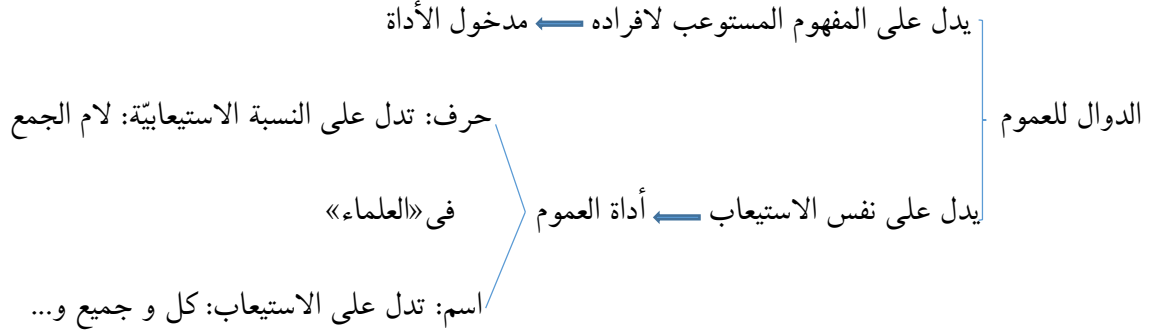 يدل على المفهوم المستوعب لافراده مدخول الأداة
حرف: تدل على النسبة الاستيعابيّة: لام الجمع
الدوال للعموم
يدل على نفس الاستيعاب أداة العموم فى«العلماء»
اسم: تدل على الاستيعاب: كل و جميع و...